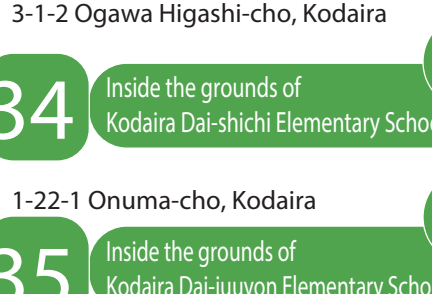 3-1-2 Ogawa Higashi-cho, Kodaira
34
Inside the grounds of
Kodaira Dai-shichi Elementary Schoo
1-22-1 Onuma-cho, Kodaira
35
Inside the grounds of
Kodaira Dai-juuyon Elementary Schoo